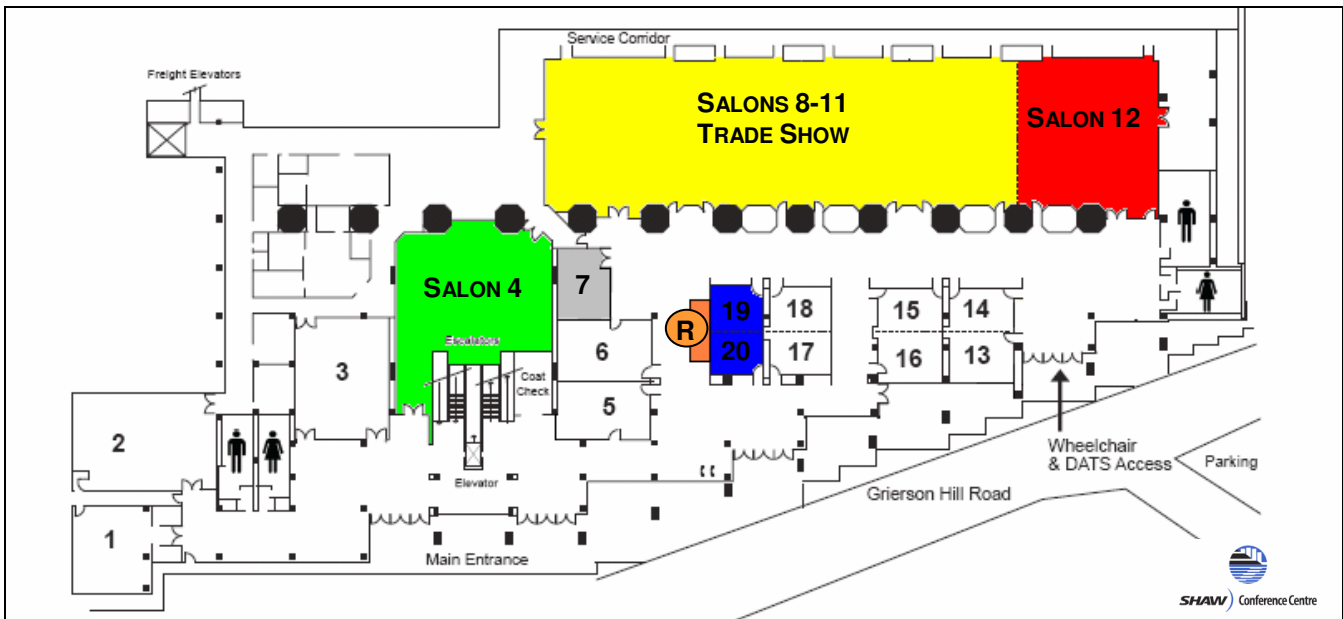 Service Corridor
Freight Elevators
SALONS 8-11
TRADE SHOW
SALON 12
SALON 4
7
19
18
15
14
R
20
17
16
13
Escalators
6
3
Coat
Check
5
2
Wheelchair
& DATS Access
Parking
Elevator
Grierson Hill Road
1
Main Entrance
SHAW Conference Centre